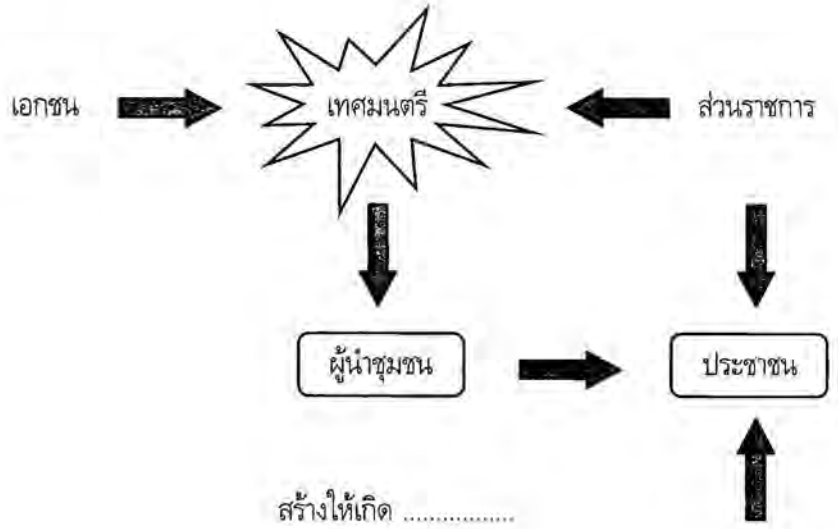 เอกชน
เทศมนตรี
ส่วนราชการ
ผู้นำชุมชน
ประชาชน
สร้างให้เกิด ................